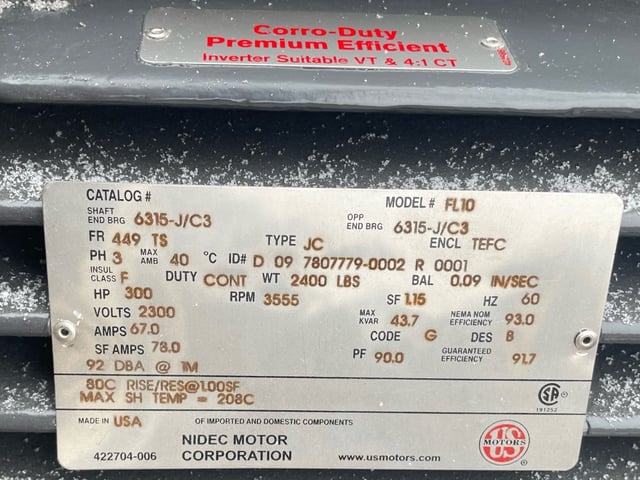 Corro-Duty
Premium Efficient
Inverter Suitable VT & 4:1 CT
CATALOG # MODEL # FL10
SHAFT END BRG 6315-J/C3 OPP END BRG 6315-J/C3
FR 449 TS TYPE JC ENCL TEFC
PH 3 MAX AMB 40 °C ID# D 09 7807779-0002 R 0001
INSUL CLASS F DUTY CONT WT 2400 LBS BAL 0.09 IN/SEC
HP 300 RPM 3555 SF 1.15 HZ 60
VOLTS 2300 MAX KVAR 43.7 NEMA NOM EFFICIENCY 93.0
AMPS 67.0 CODE G DES B
SF AMPS 78.0 PF 90.0 GUARANTEED EFFICIENCY 91.7
92 DBA @ 1M
80C RISE/RES@1.00SF
MAX SH TEMP = 208C
SA
191252
MADE IN USA OF IMPORTED AND DOMESTIC COMPONENTS
NIDEC MOTOR
CORPORATION
422704-006 www.usmotors.com
US
MOTORS